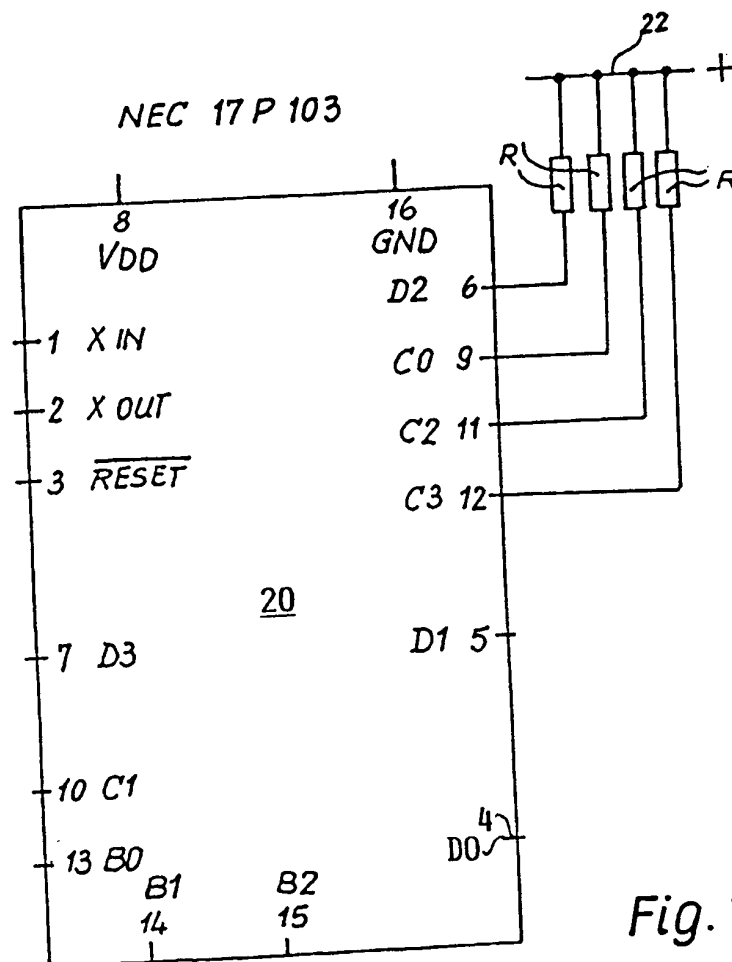 22
+
NEC 17 P 103
R
R
8
VDD
16
GND
D2 6
1 X IN
C0 9
2 X OUT
C2 11
3 RESET
C3 12
20
D1 5
7 D3
10 C1
4
D0
13 B0
B1
14
B2
15
Fig.